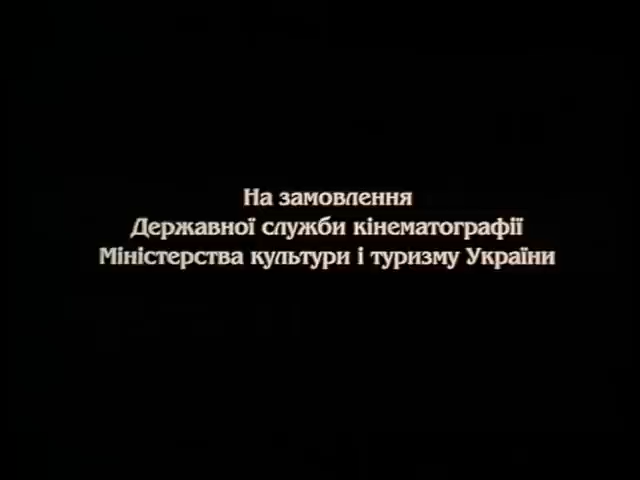 На замовлення
Державної служби кінематографії
Міністерства культури і туризму України